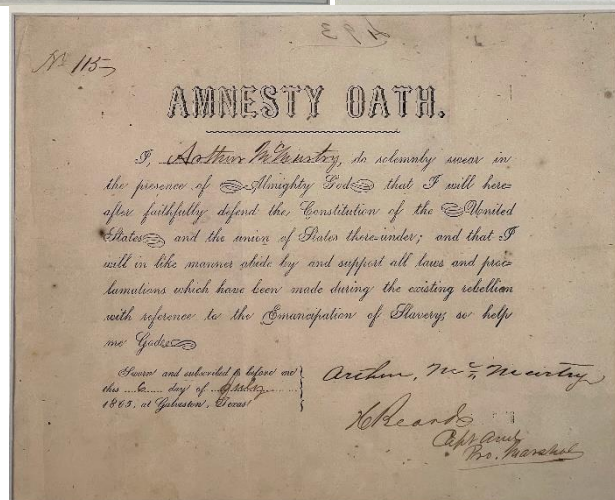 No 115
AMNESTY OATH.
I, Arthur McMurtry, do solemnly swear in
the presence of Almighty God that I will here-
after faithfully defend the Constitution of the United
States and the union of States there-under; and that I
will in like manner abide by and support all laws and proc-
lamations which have been made during the existing rebellion
with reference to the Emancipation of Slavery; so help
me God.
Sworn and subscribed to before me
this 6 day of July
1865, at Galveston, Texas
Arthur, Mc Murtry
Capt and
Pro. Marshal